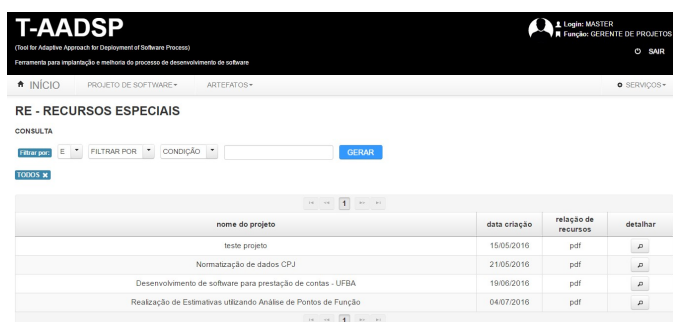 T-AADSP
(Tool for Adaptive Approach for Deployment of Software Process)
Ferramenta para implantação e melhoria do processo de desenvolvimento de software
Login: MASTER
Função: GERENTE DE PROJETOS
SAIR
INÍCIO PROJETO DE SOFTWARE ARTEFATOS SERVIÇOS
RE - RECURSOS ESPECIAIS
CONSULTA
Filtrar por: E FILTRAR POR CONDIÇÃO GERAR
TODOS
1
nome do projeto data criação relação de recursos detalhar
teste projeto 15/05/2016 pdf
Normatização de dados CPJ 21/05/2016 pdf
Desenvolvimento de software para prestação de contas - UFBA 19/06/2016 pdf
Realização de Estimativas utilizando Análise de Pontos de Função 04/07/2016 pdf
1